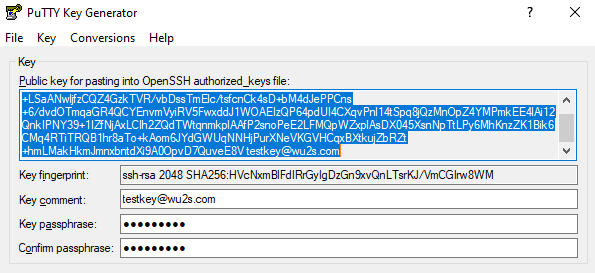 PuTTY Key Generator
File Key Conversions Help
Key
Public key for pasting into OpenSSH authorized_keys file:
+LSaANwljfzCQZ4GzkTVR/vbDssTmElc/tsfcnCk4sD+bM4dJePPCns
+6/dvdOTmqaGR4QCYEnvmVyiRV5FwxddJ1WOAEIzQP64pdUI4CXqvPnI14tSpq8jQzMnOpZ4YMPmkEE4lAi12
QnkIPNY39+1IZfNjAxLCIh2ZQdTWtqnmkplAAfP2snoPeE2LFMQpWZxpIAsDX045XsnNpTtLPy6MhKnzZK1Bik6
CMq4RTiTRQB1hr8aTo+kAom6JYdGWUqNNHjPurXNeVKGVHCqxBXtkujZbRZt
+hmLMakHkmJmnxbntdXi9A0OpvD7QuveE8V testkey@wu2s.com
Key fingerprint: ssh-rsa 2048 SHA256:HVcNxmBlFdIRrGylgDzGn9xvQnLTsrKJ/VmCGIrw8WM
Key comment: testkey@wu2s.com
Key passphrase: ●●●●●●●●●
Confirm passphrase: ●●●●●●●●●